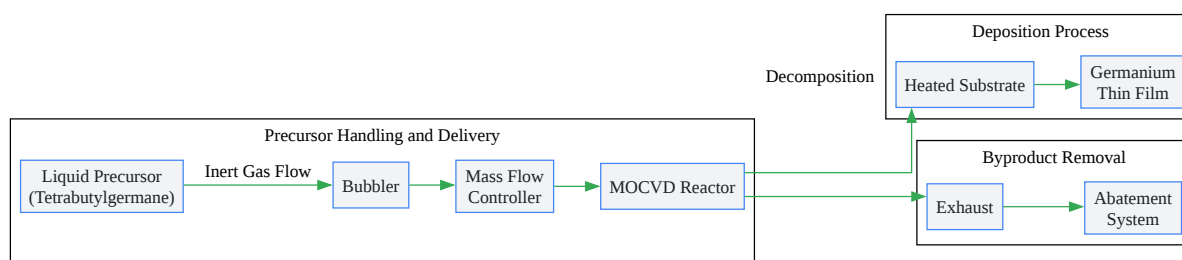 Deposition Process
Decomposition
Heated Substrate
Germanium
Thin Film
Precursor Handling and Delivery
Liquid Precursor
(Tetrabutylgermane)
Inert Gas Flow
Bubbler
Mass Flow
Controller
MOCVD Reactor
Byproduct Removal
Exhaust
Abatement
System